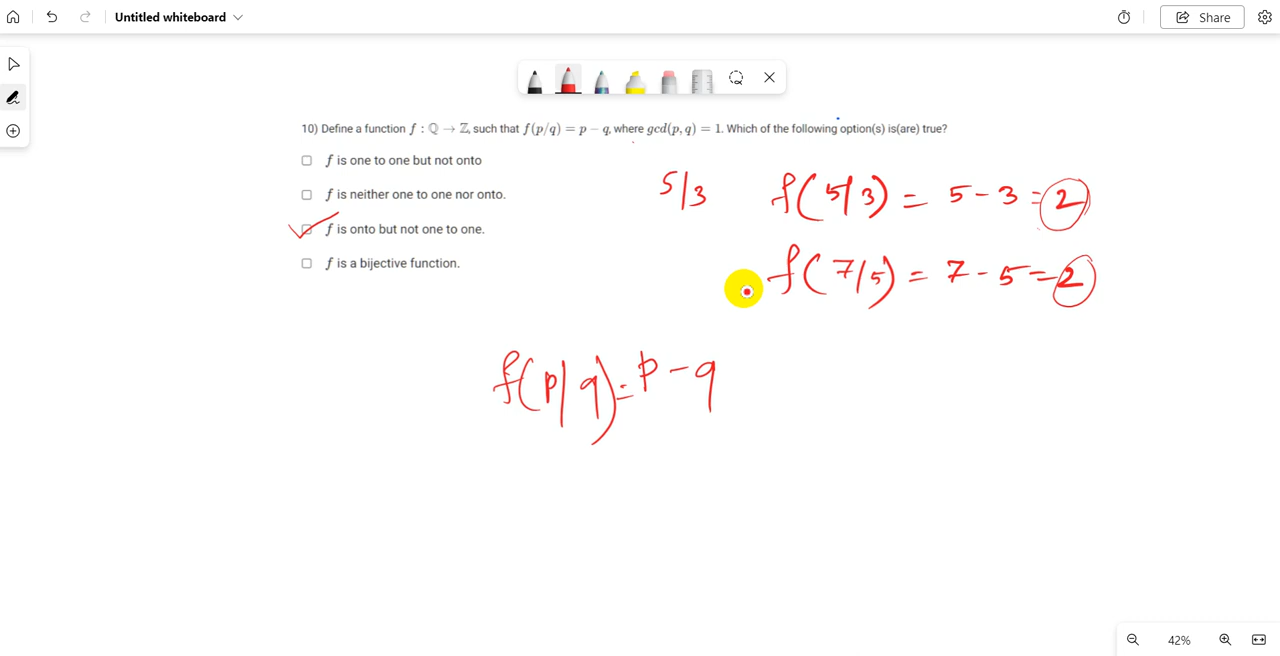 Untitled whiteboard
Share
10) Define a function f : ℚ → ℤ, such that f(p/q) = p − q, where gcd(p, q) = 1. Which of the following option(s) is(are) true?
f is one to one but not onto
f is neither one to one nor onto.
f is onto but not one to one.
f is a bijective function.
5/3 f(5/3) = 5 - 3 = 2
f(7/5) = 7 - 5 = 2
f(p/q) = p - q
42%